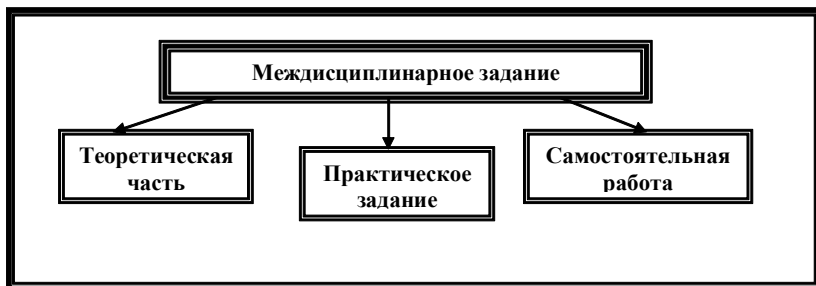 Междисциплинарное задание
Теоретическая
часть
Практическое
задание
Самостоятельная
работа